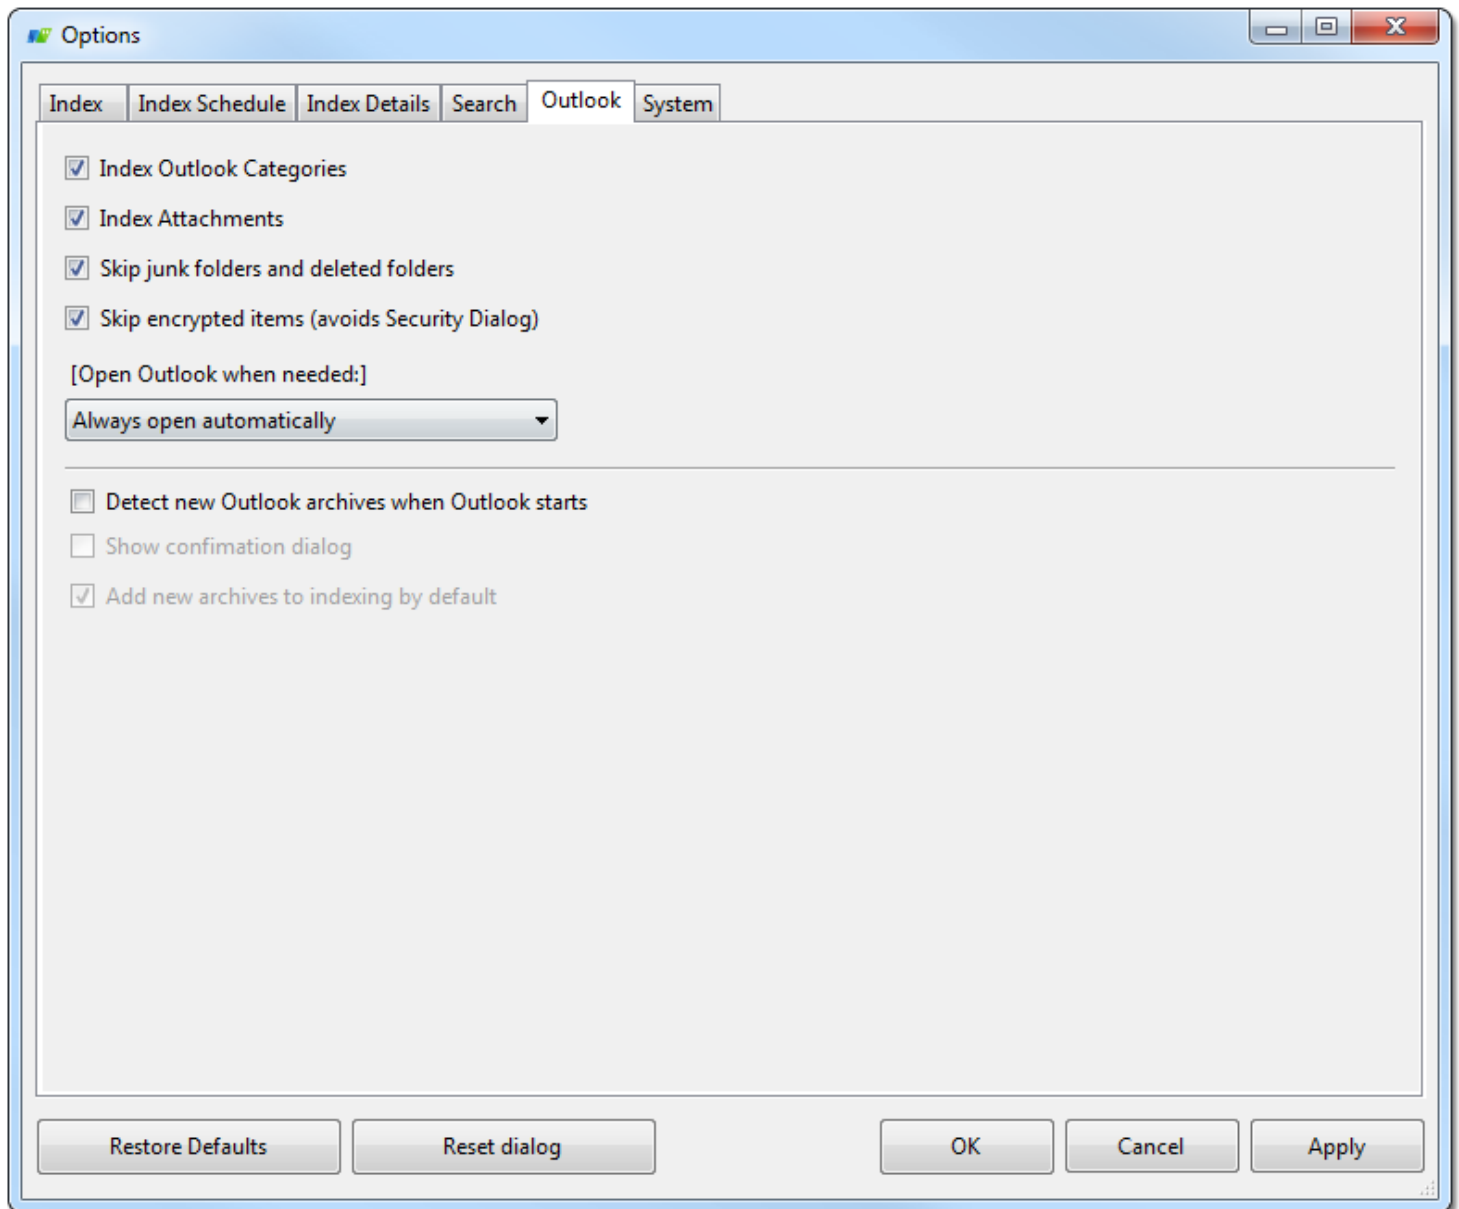 Options
Index Index Schedule Index Details Search Outlook System
Index Outlook Categories
Index Attachments
Skip junk folders and deleted folders
Skip encrypted items (avoids Security Dialog)
[Open Outlook when needed:]
Always open automatically
Detect new Outlook archives when Outlook starts
Show confimation dialog
Add new archives to indexing by default
Restore Defaults Reset dialog OK Cancel Apply